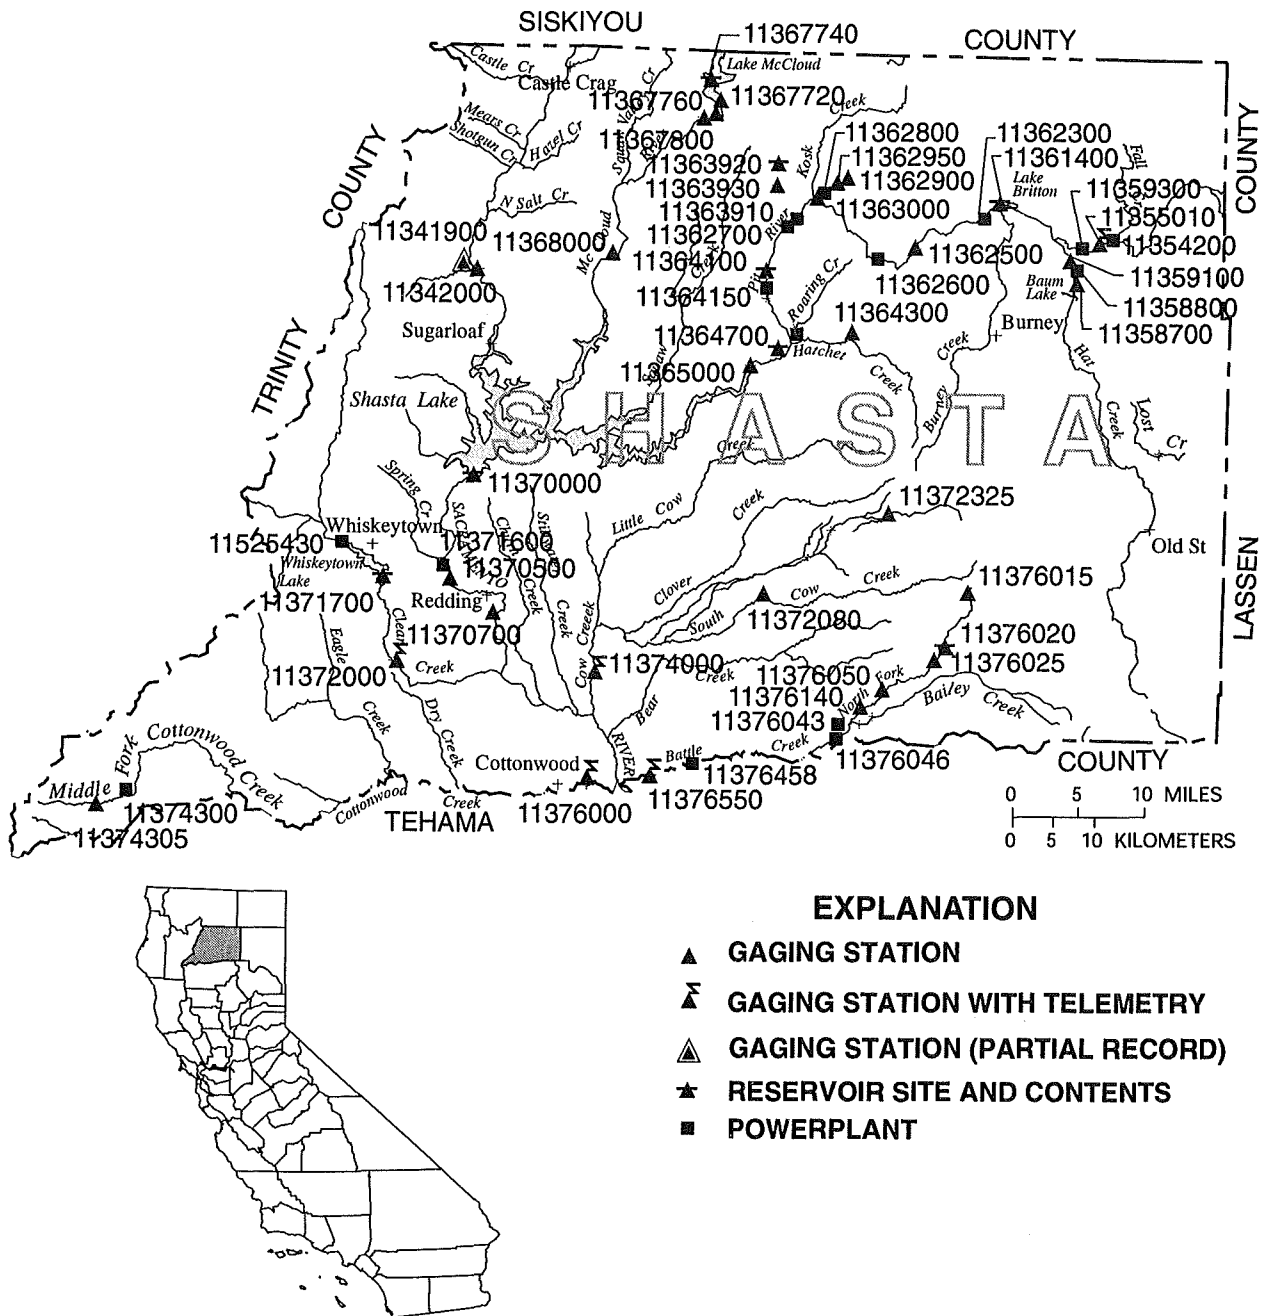 SISKIYOU
COUNTY
11367740
Lake McCloud
Castle Cr
Castle Crag
11367760
11367720
Creek
Mears Cr
Shotgun Cr
Hazel Cr
11367800
Kosk
11362800
11362300
11363920
11362950
11361400
Fall
COUNTY
COUNTY
N Salt Cr
11363930
11362900
Lake
Britton
11359300
11363910
11363000
11355010
11341900
11368000
11362700
River
11354200
11364100
11362500
11359100
11342000
11364150
Pit
Roaring Cr
11362600
Baum
Lake
11358800
Sugarloaf
11364300
Burney
11358700
11364700
Hatchet
Creek
Creek
Hat
Creek
TRINITY
11365000
Burney
Shasta Lake
SHASTA
Lost
Cr
Creek
Spring Cr
11370000
Little Cow
Creek
11372325
Whiskeytown
11525430
11371600
Old St
Whiskeytown
Lake
11370500
SACRAMENTO
Creek
Creek
Clover
Cow
Creek
11376015
LASSEN
11371700
Redding
11372080
South
Clear
11370700
Eagle
Creek
Cow Creek
11376020
11372000
Creek
11374000
Creek
11376025
11376050
Fork
North
11376140
Bailey
Creek
Bear
11376043
Dry Creek
Creek
RIVER
Cottonwood
Battle
Creek
11376046
COUNTY
Fork
Cottonwood
Creek
11376458
Middle
11374300
Cottonwood
Creek
11376000
11376550
11374305
TEHAMA
0 5 10 MILES
0 5 10 KILOMETERS
EXPLANATION
GAGING STATION
GAGING STATION WITH TELEMETRY
GAGING STATION (PARTIAL RECORD)
RESERVOIR SITE AND CONTENTS
POWERPLANT